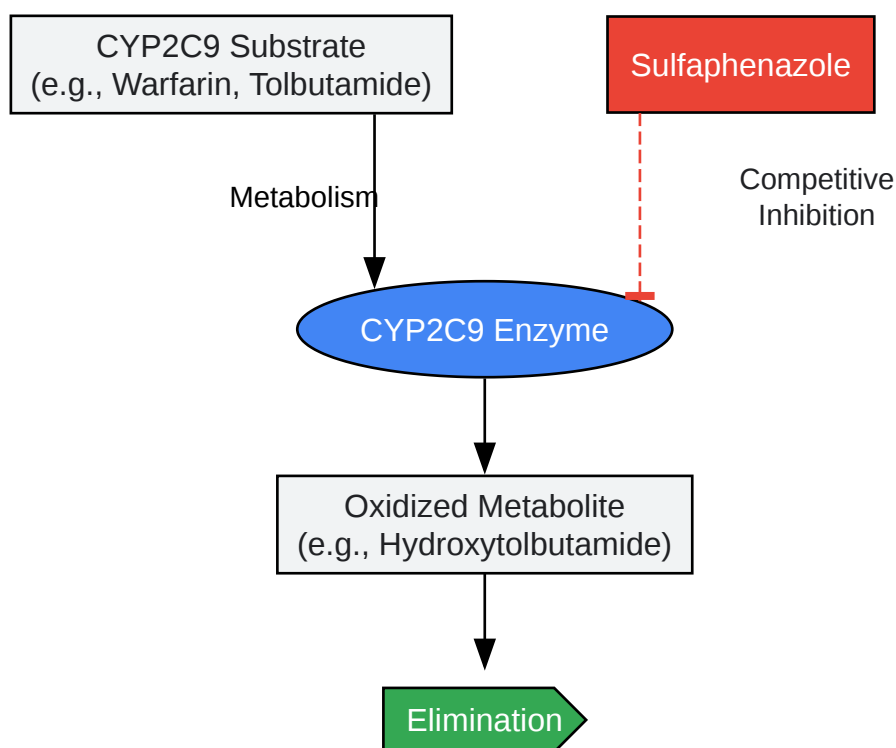 CYP2C9 Substrate
(e.g., Warfarin, Tolbutamide)
Sulfaphenazole
Metabolism
Competitive
Inhibition
CYP2C9 Enzyme
Oxidized Metabolite
(e.g., Hydroxytolbutamide)
Elimination